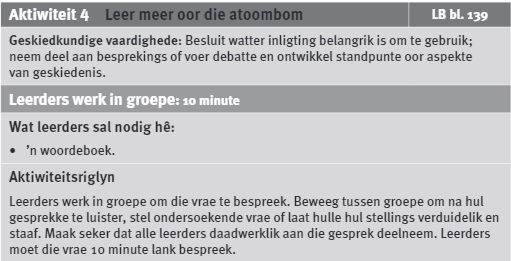 Aktiwiteit 4 Leer meer oor die atoombom LB bl. 139
Geskiedkundige vaardighede: Besluit watter inligting belangrik is om te gebruik;
neem deel aan besprekings of voer debatte en ontwikkel standpunte oor aspekte
van geskiedenis.
Leerders werk in groepe: 10 minute
Wat leerders sal nodig hê:
• ’n woordeboek.
Aktiwiteitsriglyn
Leerders werk in groepe om die vrae te bespreek. Beweeg tussen groepe om na hul
gesprekke te luister, stel ondersoekende vrae of laat hulle hul stellings verduidelik en
staaf. Maak seker dat alle leerders daadwerklik aan die gesprek deelneem. Leerders
moet die vrae 10 minute lank bespreek.